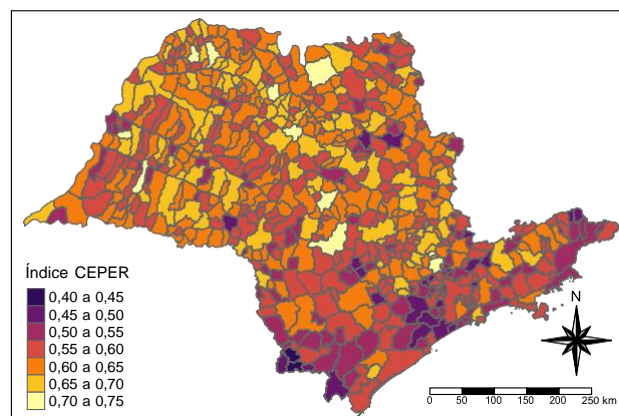 Índice CEPER
0,40 a 0,45
0,45 a 0,50
0,50 a 0,55
0,55 a 0,60
0,60 a 0,65
0,65 a 0,70
0,70 a 0,75
N
0 50 100 150 200 250 km